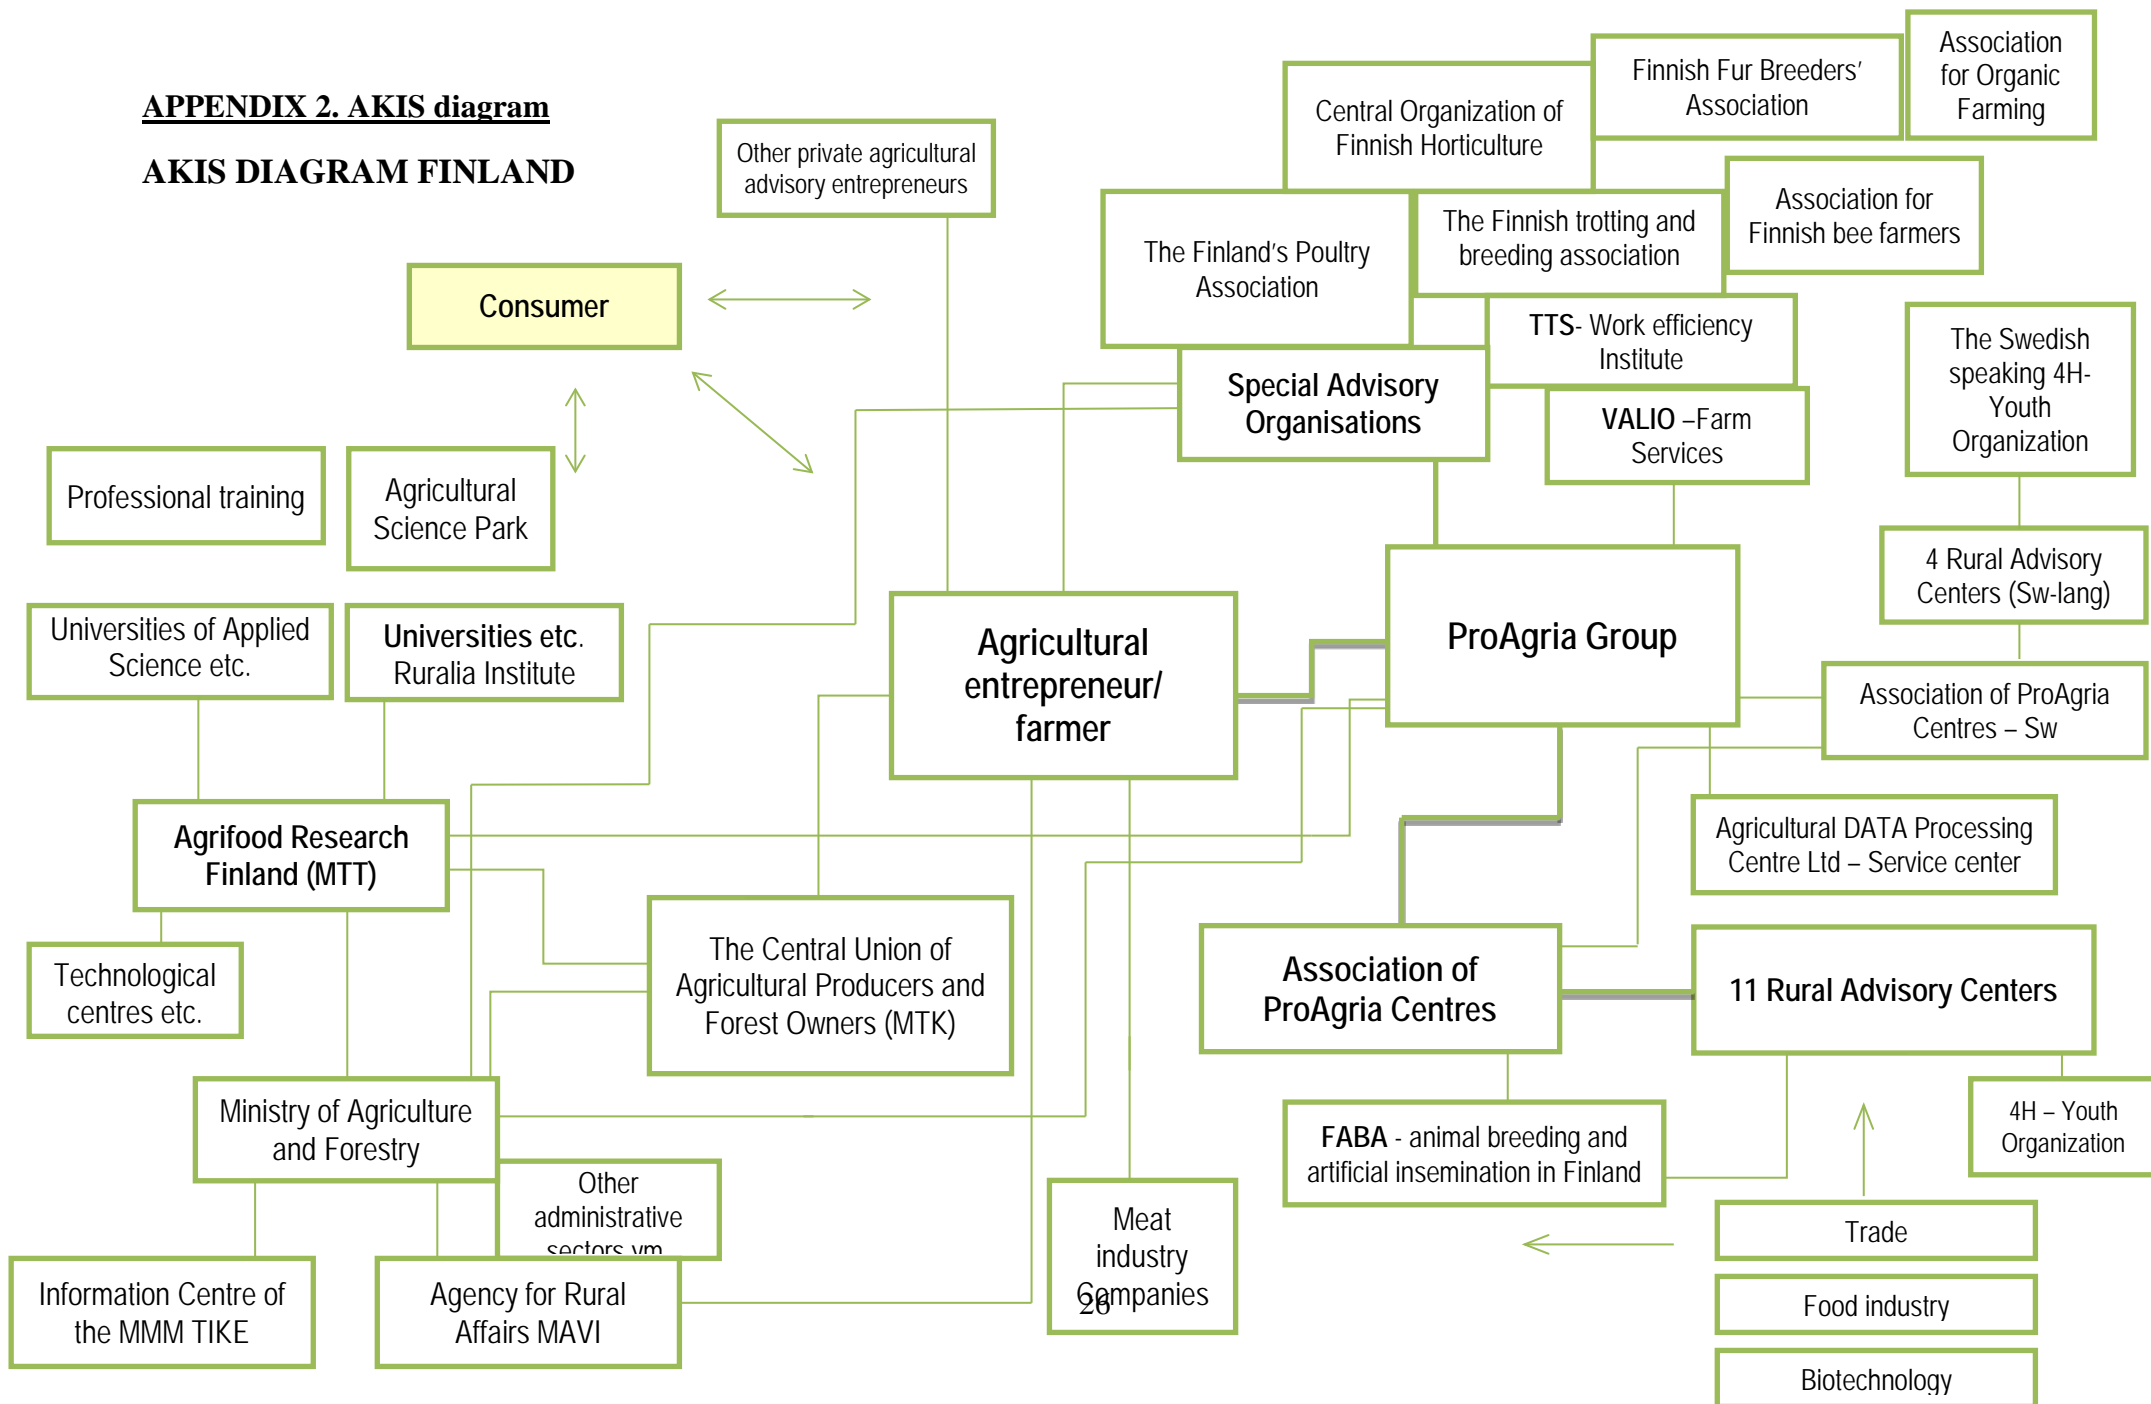 APPENDIX 2. AKIS diagram
AKIS DIAGRAM FINLAND
Association
for Organic
Farming
Finnish Fur Breeders'
Association
Central Organization of
Finnish Horticulture
Other private agricultural
advisory entrepreneurs
Association for
Finnish bee farmers
The Finnish trotting and
breeding association
The Finland's Poultry
Association
Consumer
TTS- Work efficiency
Institute
The Swedish
speaking 4H-
Youth
Organization
Special Advisory
Organisations
VALIO –Farm
Services
Professional training
Agricultural
Science Park
4 Rural Advisory
Centers (Sw-lang)
Universities of Applied
Science etc.
Universities etc.
Ruralia Institute
Agricultural
entrepreneur/
farmer
ProAgria Group
Association of ProAgria
Centres – Sw
Agrifood Research
Finland (MTT)
Agricultural DATA Processing
Centre Ltd – Service center
The Central Union of
Agricultural Producers and
Forest Owners (MTK)
Association of
ProAgria Centres
11 Rural Advisory Centers
Technological
centres etc.
Ministry of Agriculture
and Forestry
FABA - animal breeding and
artificial insemination in Finland
4H – Youth
Organization
Other
administrative
sectors ym
Meat
industry
Companies
26
Trade
Information Centre of
the MMM TIKE
Agency for Rural
Affairs MAVI
Food industry
Biotechnology